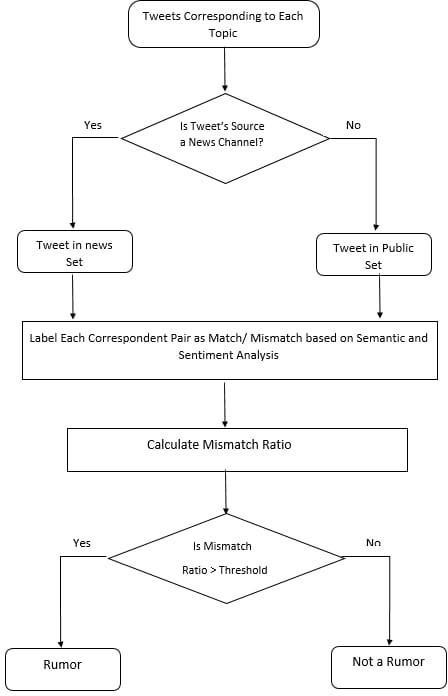 Tweets Corresponding to Each
Topic
Is Tweet's Source
a News Channel?
Yes
No
Tweet in news
Set
Tweet in Public
Set
Label Each Correspondent Pair as Match/ Mismatch based on Semantic and
Sentiment Analysis
Calculate Mismatch Ratio
Is Mismatch
Ratio > Threshold
Yes
No
Rumor
Not a Rumor